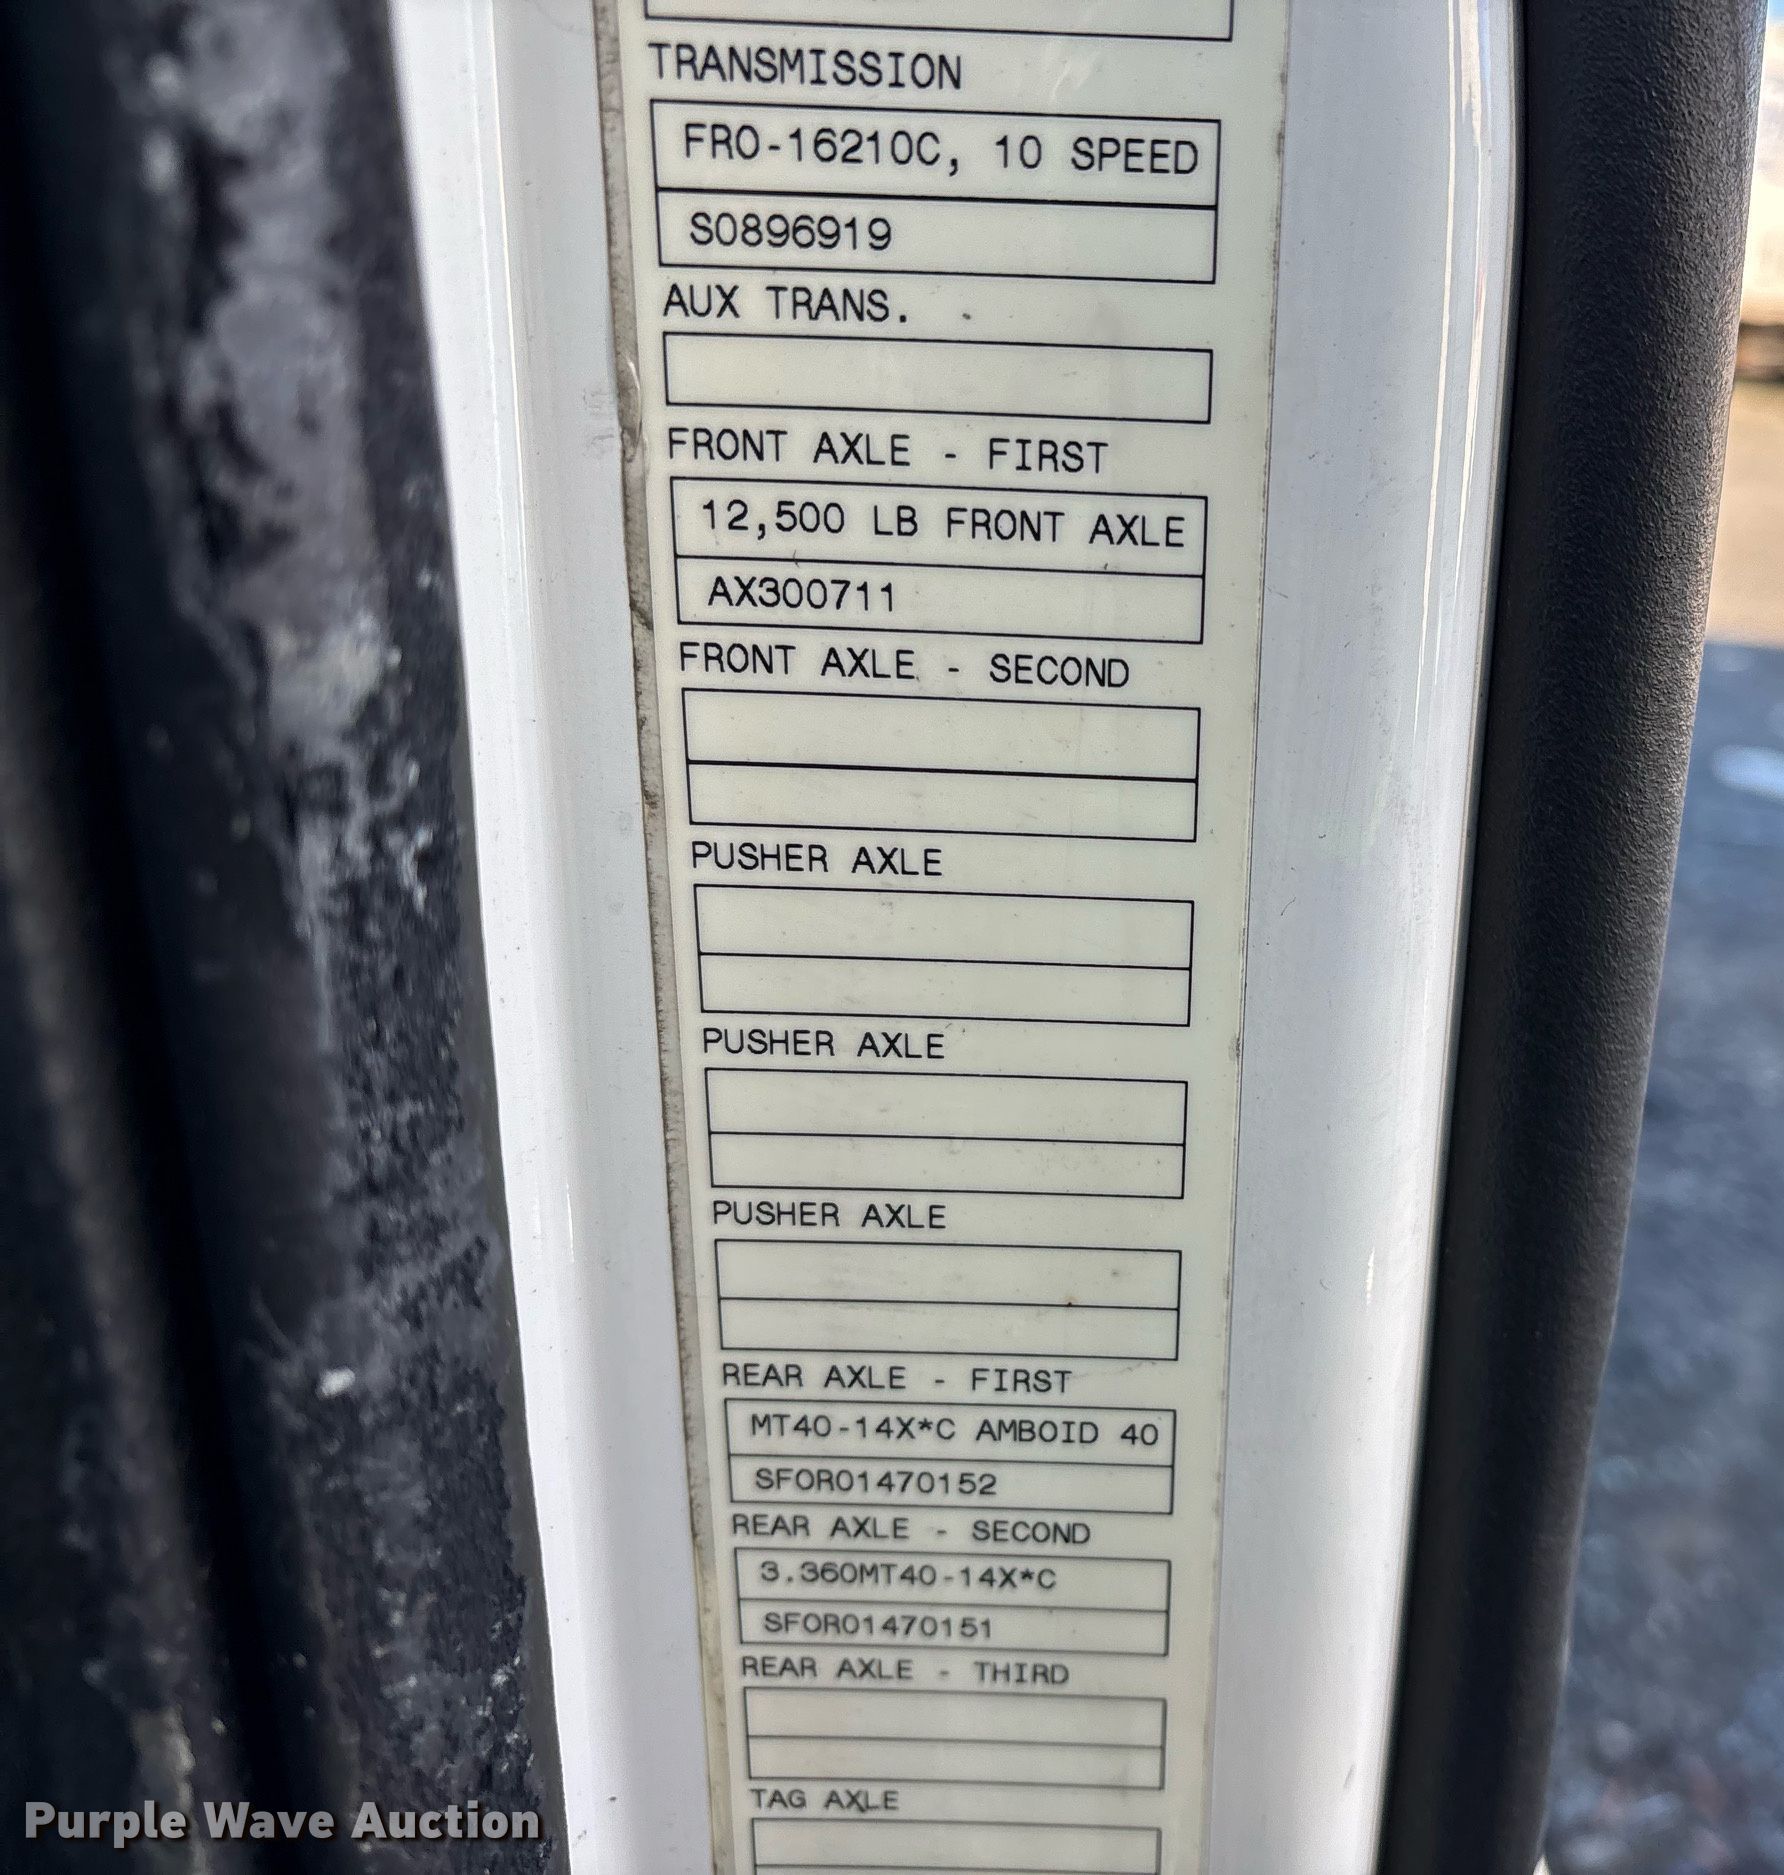 TRANSMISSION
FRO-16210C, 10 SPEED
S0896919
AUX TRANS.
FRONT AXLE - FIRST
12,500 LB FRONT AXLE
AX300711
FRONT AXLE - SECOND
PUSHER AXLE
PUSHER AXLE
PUSHER AXLE
REAR AXLE - FIRST
MT40-14X*C AMBOID 40
SFOR01470152
REAR AXLE - SECOND
3.360MT40-14X*C
SFOR01470151
REAR AXLE - THIRD
TAG AXLE
Purple Wave Auction